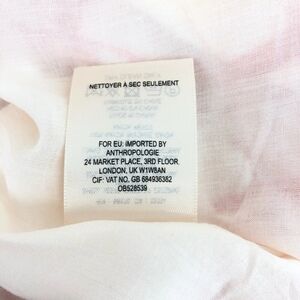 NETTOYER À SEC SEULEMENT
FOR EU: IMPORTED BY
ANTHROPOLOGIE
24 MARKET PLACE, 3RD FLOOR
LONDON, UK W1W8AN
CIF: VAT NO. GB 684936382
OB528539